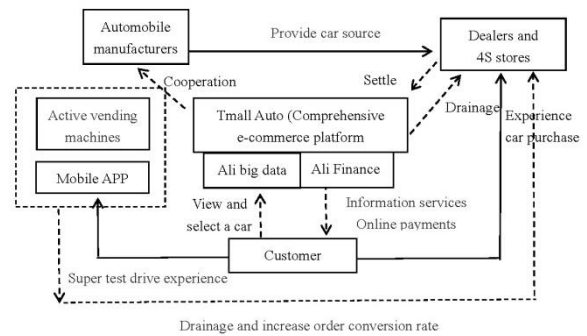 Automobile
manufacturers
Provide car source
Dealers and
4S stores
Cooperation
Settle
Drainage
Active vending
machines
Mobile APP
Tmall Auto (Comprehensive
e-commerce platform
Ali big data
Ali Finance
Experience
car purchase
View and
select a car
Information services
Online payments
Customer
Super test drive experience
Drainage and increase order conversion rate